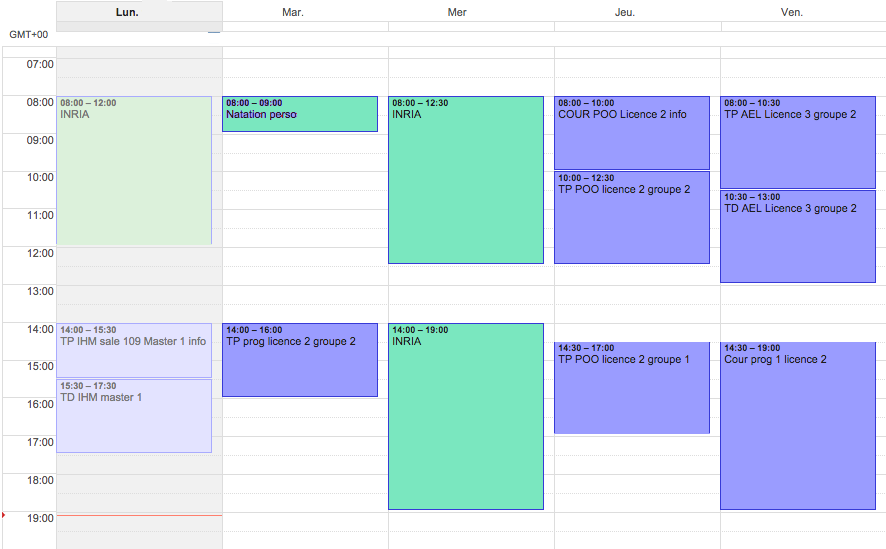 Lun.
Mar.
Mer
Jeu.
Ven.
GMT+00
07:00
08:00
09:00
10:00
11:00
12:00
13:00
14:00
15:00
16:00
17:00
18:00
19:00
08:00 – 12:00
INRIA
14:00 – 15:30
TP IHM sale 109 Master 1 info
15:30 – 17:30
TD IHM master 1
08:00 – 09:00
Natation perso
14:00 – 16:00
TP prog licence 2 groupe 2
08:00 – 12:30
INRIA
14:00 – 19:00
INRIA
08:00 – 10:00
COUR POO Licence 2 info
10:00 – 12:30
TP POO licence 2 groupe 2
14:30 – 17:00
TP POO licence 2 groupe 1
08:00 – 10:30
TP AEL Licence 3 groupe 2
10:30 – 13:00
TD AEL Licence 3 groupe 2
14:30 – 19:00
Cour prog 1 licence 2